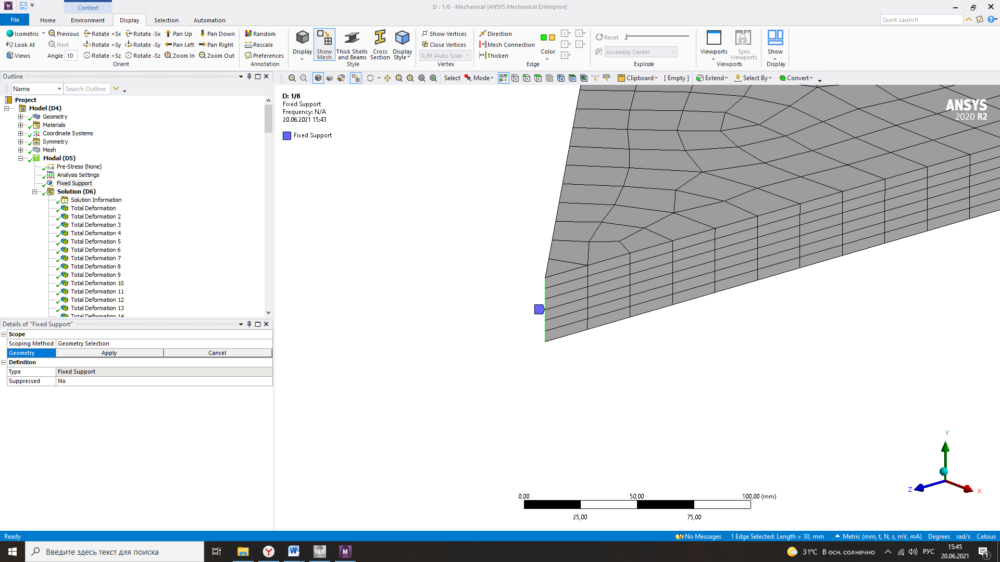 Context
D : 1/8 - Mechanical [ANSYS Mechanical Enterprise]
File Home Environment Display Selection Automation
Quick Launch
Isometric Previous Rotate +Sx Rotate -Sx Pan Up Pan Down
Look At Next Rotate +Sy Rotate -Sy Pan Left Pan Right
Views Angle 10 Rotate +Sz Rotate -Sz Zoom In Zoom Out
Orient
Random
Rescale
Preferences
Annotation
Display
Show Mesh
Thick Shells and Beams
Cross Section
Display Style
Style
Show Vertices
Close Vertices
0,89 (Auto Scale
Vertex
Direction
Mesh Connection
Thicken
Color
0 3
1 x
2
Edge
Reset
Assembly Center
Explode
Viewports
Sync Viewports
Viewports
Show
Display
Outline
Name Search Outline
Select Mode Clipboard [ Empty ] Extend Select By Convert
Project
Model (D4)
Geometry
Materials
Coordinate Systems
Symmetry
Mesh
Modal (D5)
Pre-Stress (None)
Analysis Settings
Fixed Support
Solution (D6)
Solution Information
Total Deformation
Total Deformation 2
Total Deformation 3
Total Deformation 4
Total Deformation 5
Total Deformation 6
Total Deformation 7
Total Deformation 8
Total Deformation 9
Total Deformation 10
Total Deformation 11
Total Deformation 12
Total Deformation 13
Total Deformation 14
Details of "Fixed Support"
Scope
Scoping Method Geometry Selection
Geometry Apply Cancel
Definition
Type Fixed Support
Suppressed No
D: 1/8
Fixed Support
Frequency: N/A
20.06.2021 15:43
Fixed Support
ANSYS
2020 R2
Y
Z X
0,00 50,00 100,00 (mm)
25,00 75,00
Ready
0 No Messages 1 Edge Selected: Length = 30, mm Metric (mm, t, N, s, mV, mA) Degrees rad/s Celsius
Введите здесь текст для поиска
WB
M
31°C В осн. солнечно
РУС
15:45
20.06.2021
1